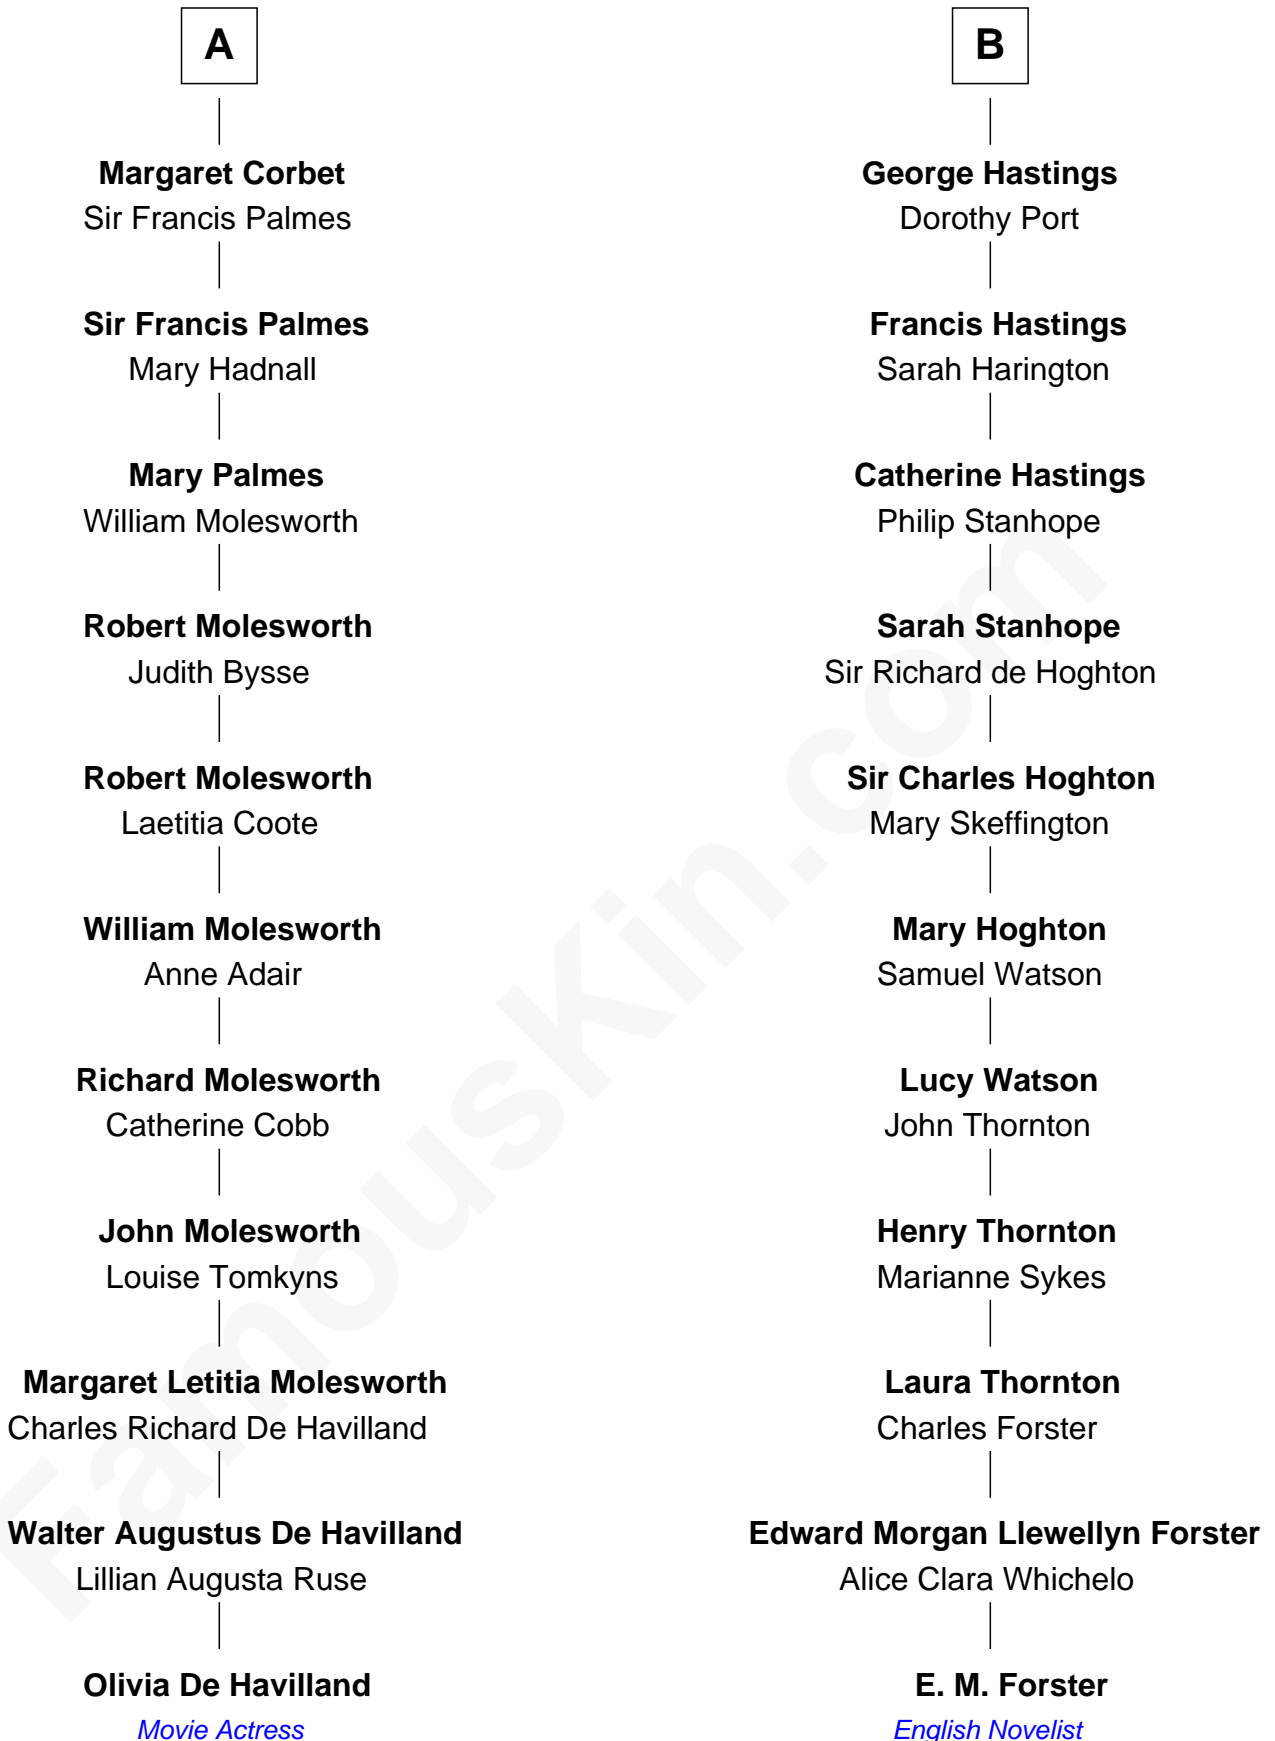 A
Margaret Corbet
Sir Francis Palmes
Sir Francis Palmes
Mary Hadnall
Mary Palmes
William Molesworth
Robert Molesworth
Judith Bysse
Robert Molesworth
Laetitia Coote
William Molesworth
Anne Adair
Richard Molesworth
Catherine Cobb
John Molesworth
Louise Tomkyns
Margaret Letitia Molesworth
Charles Richard De Havilland
Walter Augustus De Havilland
Lillian Augusta Ruse
Olivia De Havilland
Movie Actress
B
George Hastings
Dorothy Port
Francis Hastings
Sarah Harington
Catherine Hastings
Philip Stanhope
Sarah Stanhope
Sir Richard de Hoghton
Sir Charles Hoghton
Mary Skeffington
Mary Hoghton
Samuel Watson
Lucy Watson
John Thornton
Henry Thornton
Marianne Sykes
Laura Thornton
Charles Forster
Edward Morgan Llewellyn Forster
Alice Clara Whichelo
E. M. Forster
English Novelist
FamousKin.com